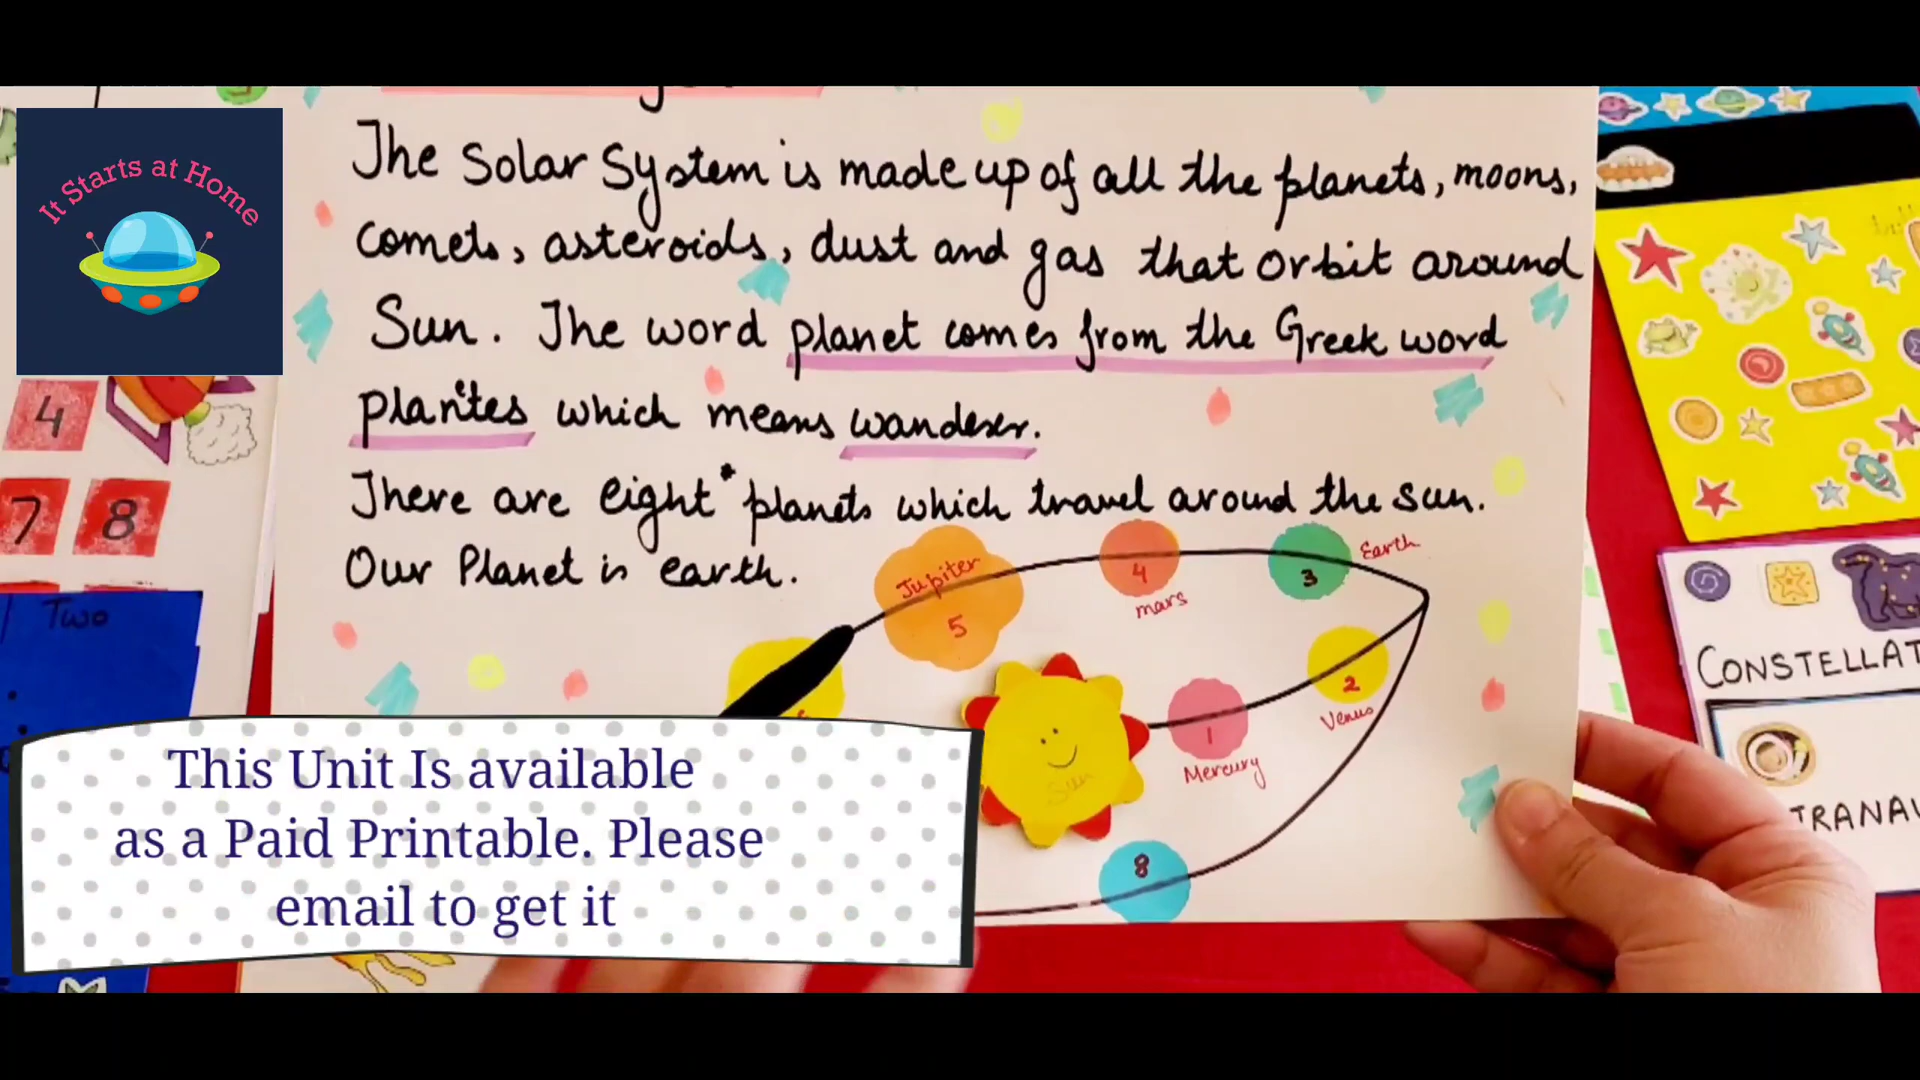 It Starts at Home
The Solar System is made up of all the planets, moons,
comets, asteroids, dust and gas that orbit around
Sun. The word planet comes from the Greek word
which means wanderer.
There are eight* planets which travel around the sun.
Our Planet is earth.
Jupiter
5
4
mars
3
Earth
2
Venus
1
Mercury
Sun
8
4
7 8
Two
This Unit Is available
as a Paid Printable. Please
email to get it